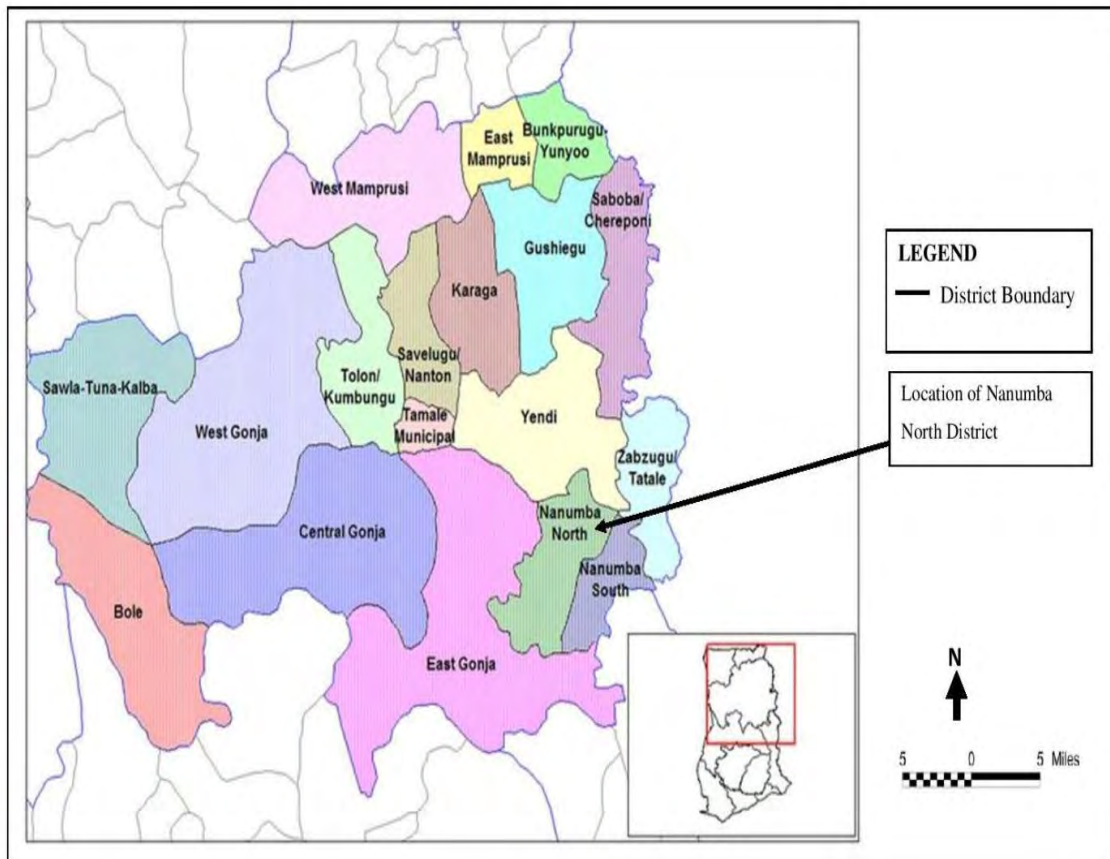 East
Mamprusi
Bunkpurugu-
Yunyoo
West Mamprusi
Saboba/
Chereponi
Gushiegu
Karaga
Savelugu/
Nanton
Tolon/
Kumbungu
Sawla-Tuna-Kalba
West Gonja
Tamale
Municipal
Yendi
Zabzugu/
Tatale
Nanumba
North
Central Gonja
Nanumba
South
Bole
East Gonja
LEGEND
District Boundary
Location of Nanumba
North District
N
5 0 5 Miles